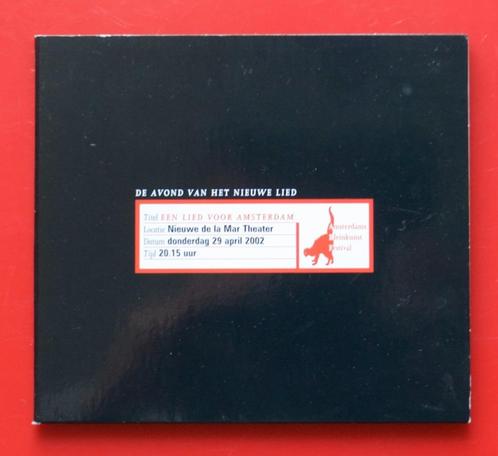 DE AVOND VAN HET NIEUWE LIED
Titel EEN LIED VOOR AMSTERDAM
Locatie Nieuwe de la Mar Theater
Datum donderdag 29 april 2002
Tijd 20.15 uur
Amsterdams
Kleinkunst
Festival